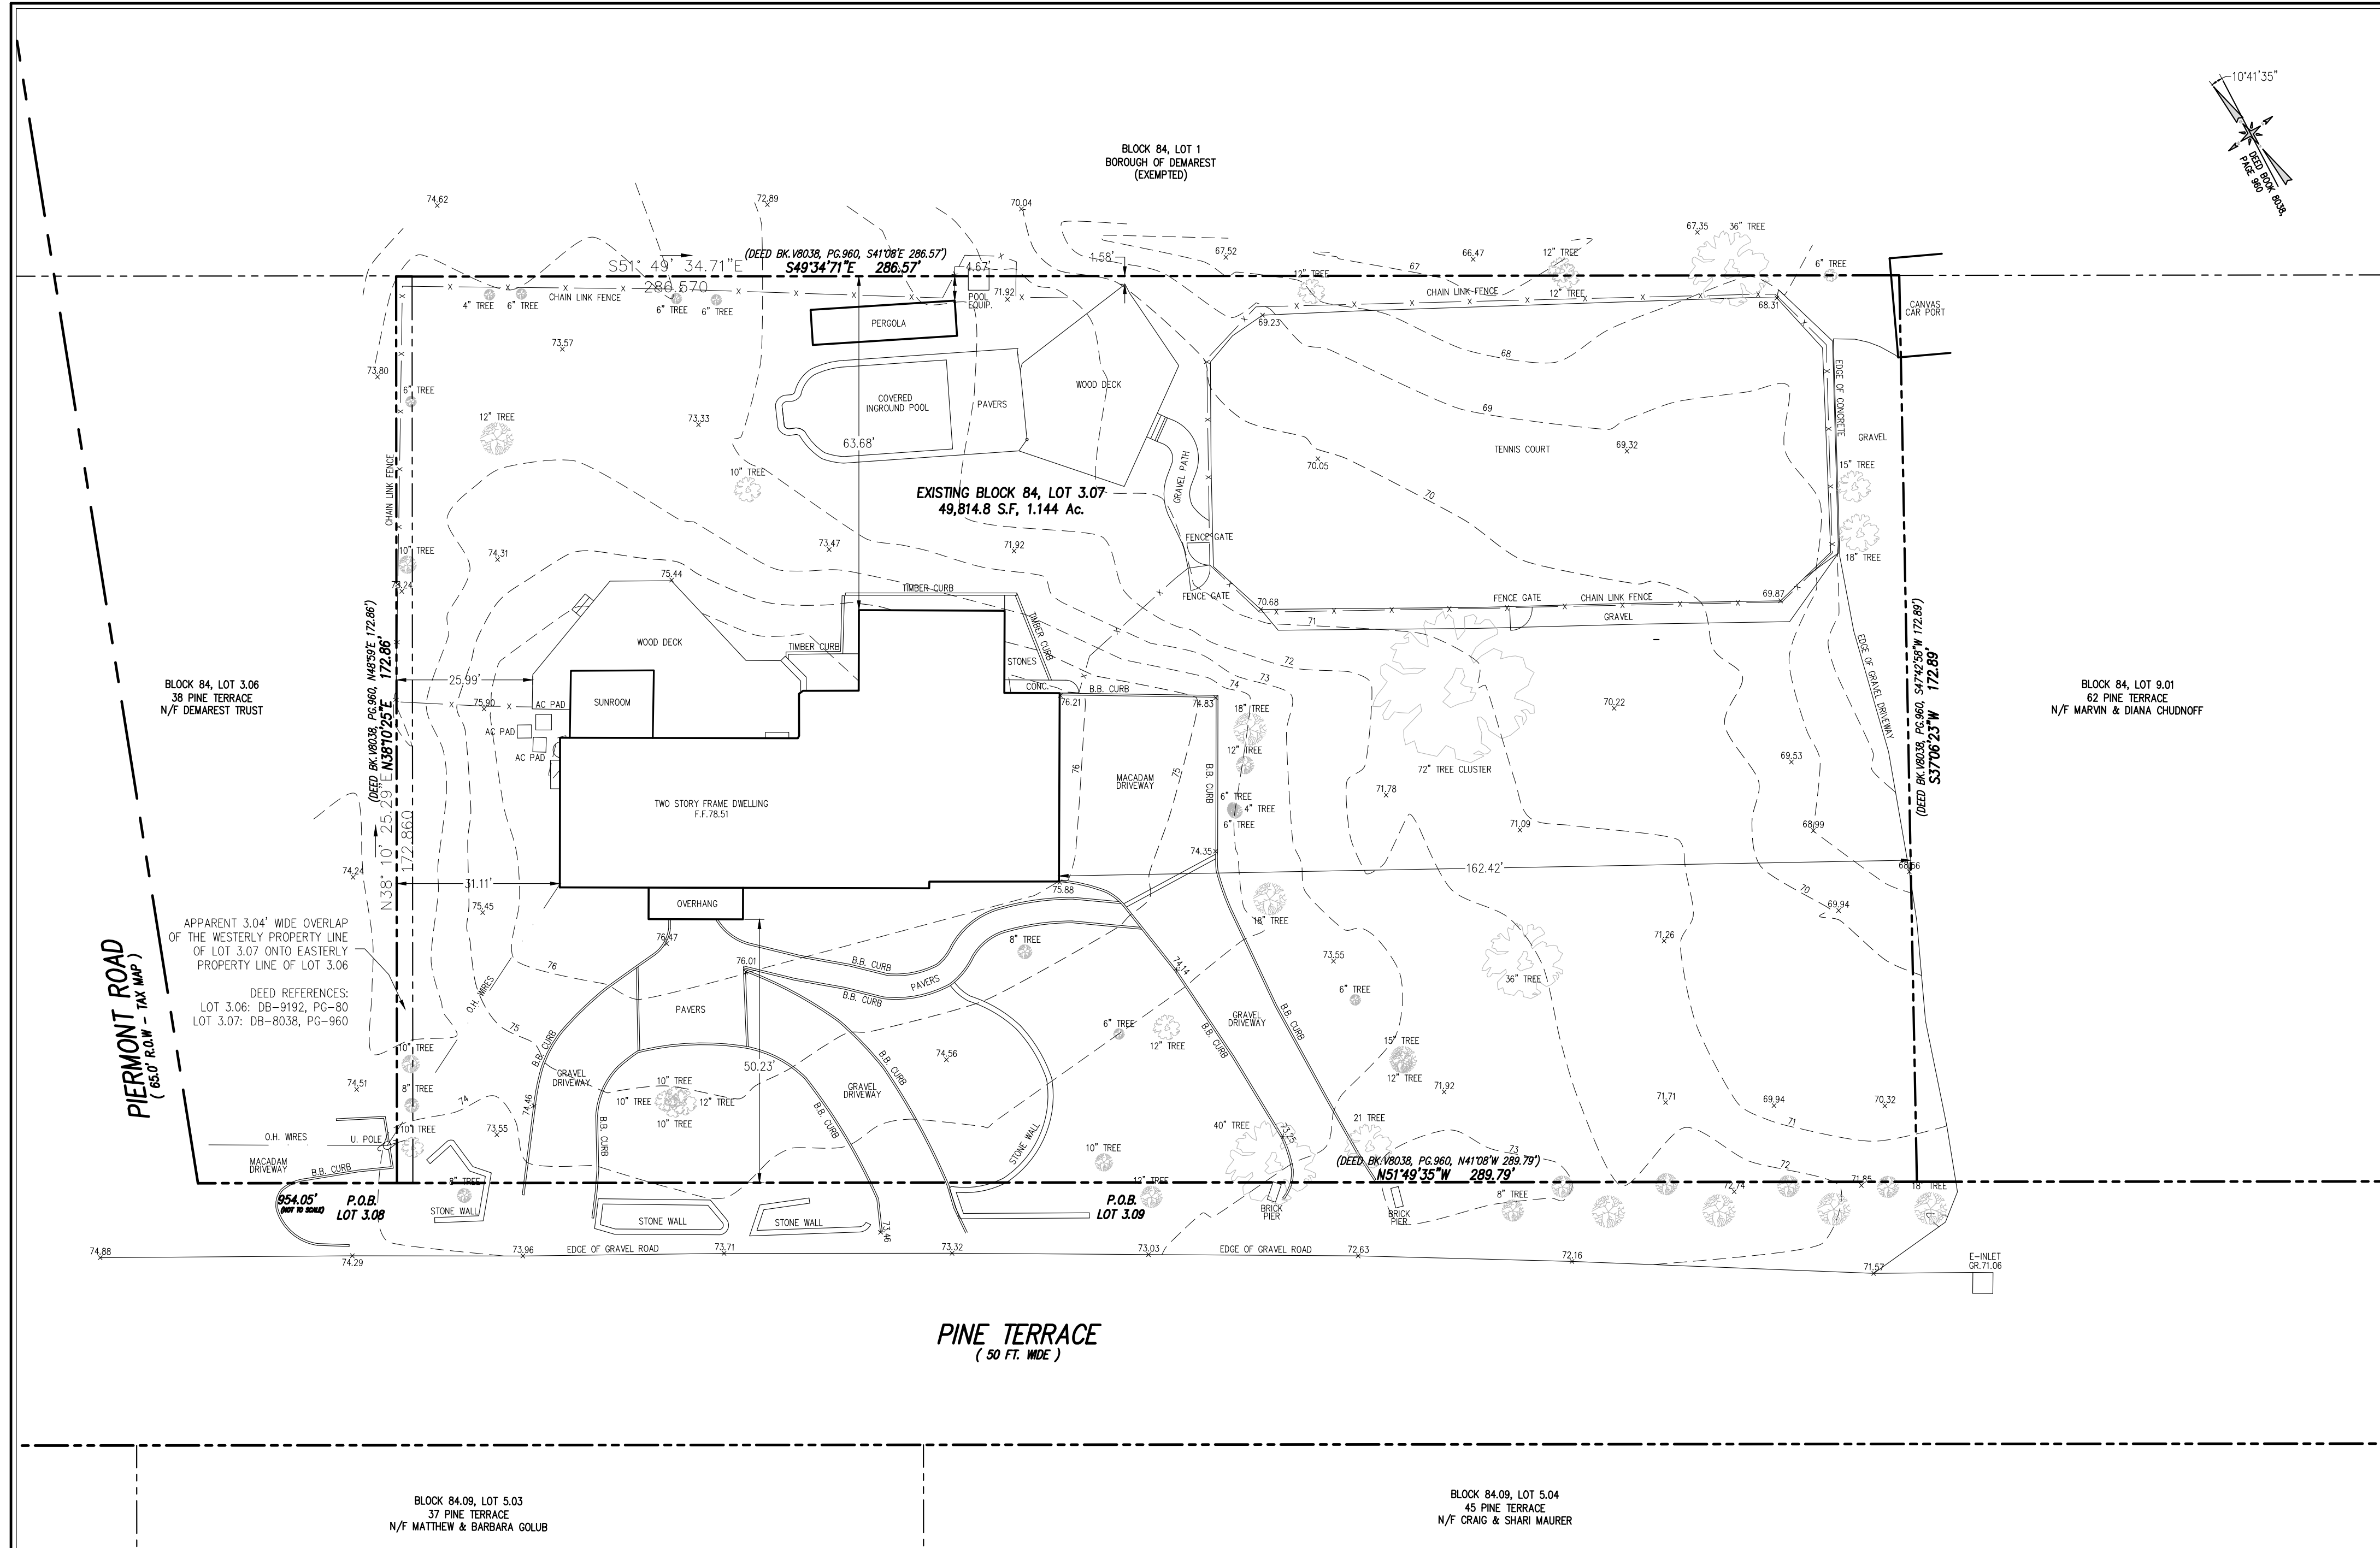 10°41'35"
DEED BOOK 8038,
PAGE 960
BLOCK 84, LOT 1
BOROUGH OF DEMAREST
(EXEMPTED)
74.62
72.89
70.04
67.52
66.47
67.35
36" TREE
(DEED BK.V8038, PG.960, S41°08'E 286.57')
S49°34'71"E 286.57'
S51° 49' 34.71"E
286.570
4.67'
1.58'
67
12" TREE
12" TREE
12" TREE
6" TREE
CHAIN LINK FENCE
4" TREE
6" TREE
6" TREE
6" TREE
POOL
EQUIP.
71.92
CHAIN LINK FENCE
68.31
CANVAS
CAR PORT
PERGOLA
69.23
73.57
73.80
6" TREE
12" TREE
73.33
COVERED
INGROUND POOL
PAVERS
WOOD DECK
68
69
EDGE OF CONCRETE
GRAVEL
63.68'
TENNIS COURT
69.32
70.05
15" TREE
10" TREE
GRAVEL PATH
70
CHAIN LINK FENCE
EXISTING BLOCK 84, LOT 3.07
49,814.8 S.F, 1.144 Ac.
FENCE GATE
18" TREE
10" TREE
74.31
73.47
71.92
75.44
73.24
TIMBER CURB
FENCE GATE
70.68
FENCE GATE
CHAIN LINK FENCE
69.87
GRAVEL
71
TIMBER CURB
WOOD DECK
TIMBER CURB
STONES
72
73
74
EDGE OF GRAVEL DRIVEWAY
25.99'
CONC.
B.B. CURB
BLOCK 84, LOT 3.06
38 PINE TERRACE
N/F DEMAREST TRUST
(DEED BK.V8038, PG.960, N48°59'E 172.86')
N38°10'25"E 172.86'
N38° 10' 25.29"E
172.860
75.90
AC PAD
SUNROOM
76.21
74.83
18" TREE
70.22
BLOCK 84, LOT 9.01
62 PINE TERRACE
N/F MARVIN & DIANA CHUDNOFF
(DEED BK.V8038, PG.960, S47°42'58"W 172.89')
S37°06'23"W 172.89'
AC PAD
AC PAD
12" TREE
72" TREE CLUSTER
69.53
76
75
MACADAM
DRIVEWAY
B.B. CURB
6" TREE
4" TREE
6" TREE
71.78
TWO STORY FRAME DWELLING
F.F.78.51
71.09
68.99
74.35
74.24
31.11'
162.42'
68.56
75.88
75.45
OVERHANG
18" TREE
70
69.94
APPARENT 3.04' WIDE OVERLAP
OF THE WESTERLY PROPERTY LINE
OF LOT 3.07 ONTO EASTERLY
PROPERTY LINE OF LOT 3.06
DEED REFERENCES:
LOT 3.06: DB-9192, PG-80
LOT 3.07: DB-8038, PG-960
PIERMONT ROAD
( 65.0' R.O.W - TAX MAP )
76.47
8" TREE
71.26
76
76.01
B.B. CURB
74.14
73.55
36" TREE
O.H. WIRES
PAVERS
B.B. CURB
6" TREE
PAVERS
75
GRAVEL
DRIVEWAY
B.B. CURB
B.B. CURB
6" TREE
12" TREE
B.B. CURB
15" TREE
10" TREE
B.B. CURB
74.56
50.23'
12" TREE
74.51
8" TREE
GRAVEL
DRIVEWAY
10" TREE
10" TREE
12" TREE
10" TREE
GRAVEL
DRIVEWAY
71.92
71.71
69.94
70.32
74
74.46
B.B. CURB
B.B. CURB
10" TREE
73.55
40" TREE
73.25
21 TREE
71
O.H. WIRES
U. POLE
STONE WALL
10" TREE
73
MACADAM
DRIVEWAY
B.B. CURB
(DEED BK.V8038, PG.960, N41°08'W 289.79')
N51°49'35"W 289.79'
72
8" TREE
12" TREE
72.74
71.85
18" TREE
954.05'
(NOT TO SCALE)
P.O.B.
LOT 3.08
STONE WALL
STONE WALL
STONE WALL
73.46
P.O.B.
LOT 3.09
BRICK
PIER
BRICK
PIER
8" TREE
74.88
74.29
73.96
EDGE OF GRAVEL ROAD
73.71
73.32
73.03
EDGE OF GRAVEL ROAD
72.63
72.16
71.57
E-INLET
GR.71.06
PINE TERRACE
( 50 FT. WIDE )
BLOCK 84.09, LOT 5.03
37 PINE TERRACE
N/F MATTHEW & BARBARA GOLUB
BLOCK 84.09, LOT 5.04
45 PINE TERRACE
N/F CRAIG & SHARI MAURER